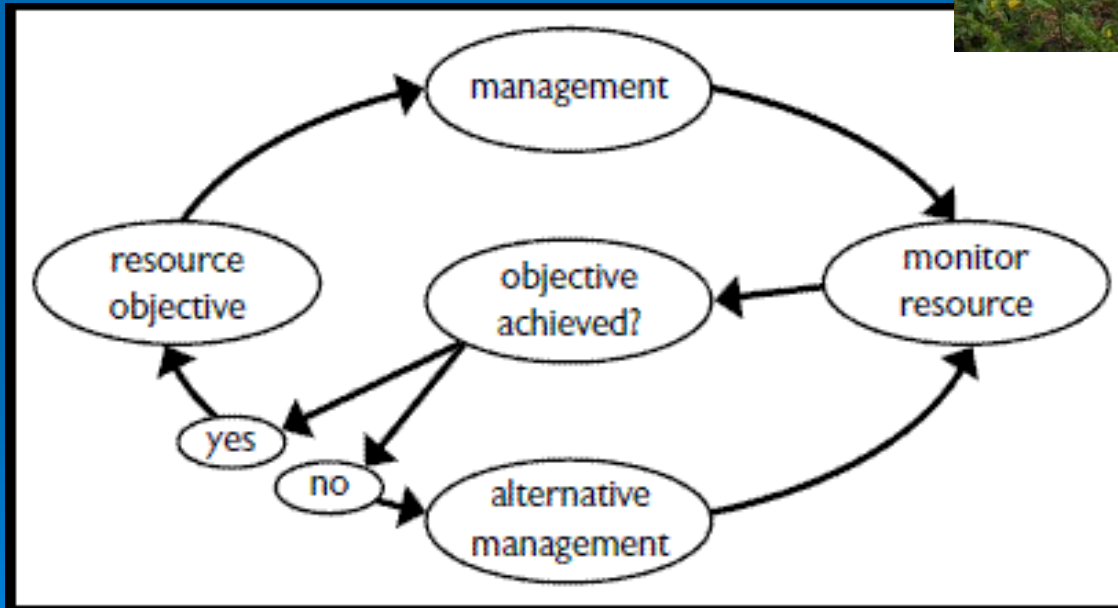 management
resource
objective
objective
achieved?
monitor
resource
yes
no
alternative
management